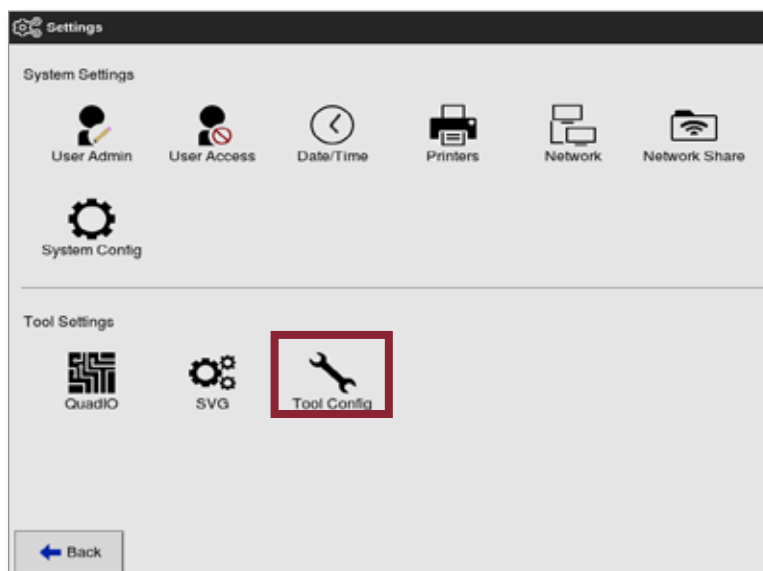 Settings
System Settings
User Admin User Access Date/Time Printers Network Network Share
System Config
Tool Settings
QuadIO SVG Tool Config
Back